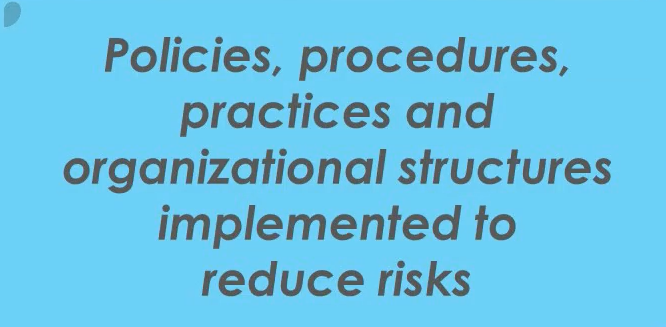 Policies, procedures,
practices and
organizational structures
implemented to
reduce risks